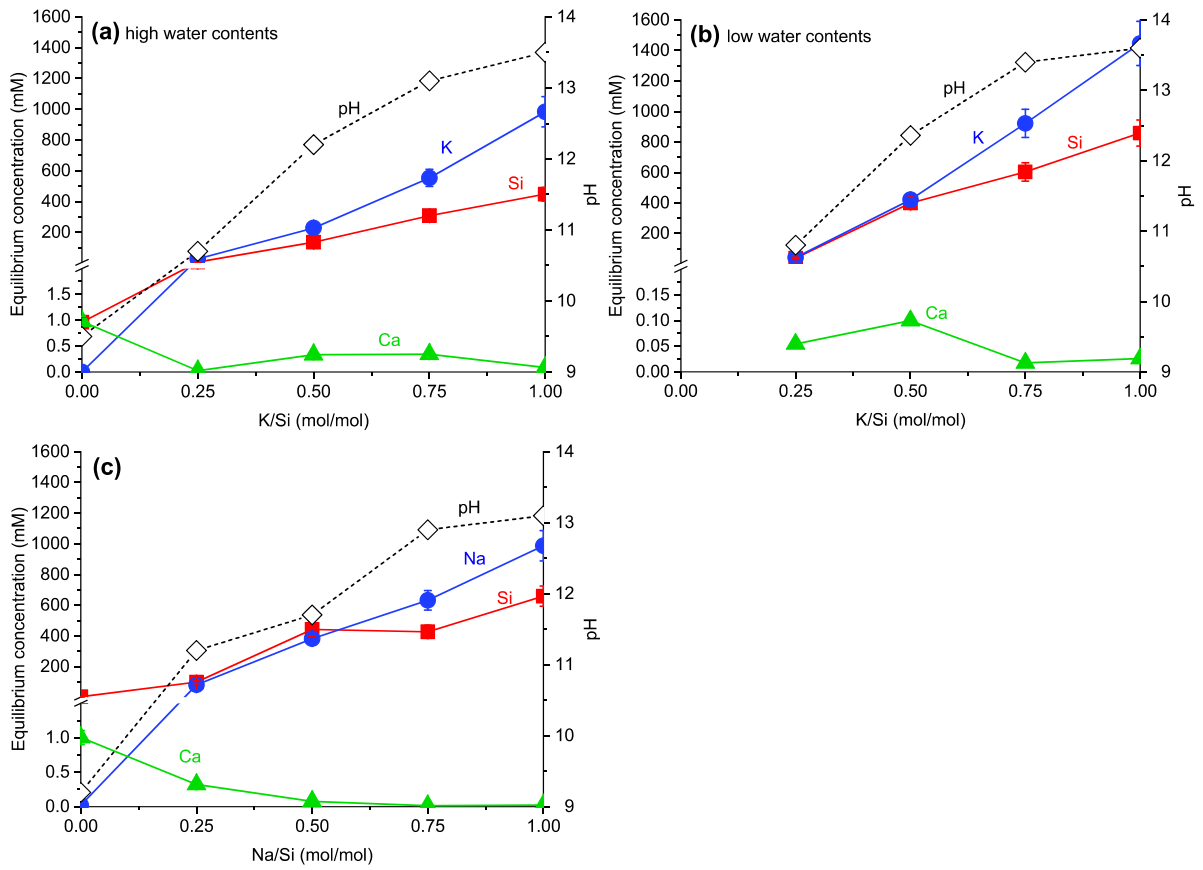 (a) high water contents
Equilibrium concentration (mM)
1600
1400
1200
1000
800
600
400
200
1.5
1.0
0.5
0.0
pH
K
Si
Ca
14
13
12
11
10
9
pH
0.00 0.25 0.50 0.75 1.00
K/Si (mol/mol)
(b) low water contents
Equilibrium concentration (mM)
1600
1400
1200
1000
800
600
400
200
0.15
0.10
0.05
0.00
pH
K
Si
Ca
14
13
12
11
10
9
pH
0.00 0.25 0.50 0.75 1.00
K/Si (mol/mol)
(c)
Equilibrium concentration (mM)
1600
1400
1200
1000
800
600
400
200
1.0
0.5
0.0
pH
Na
Si
Ca
14
13
12
11
10
9
pH
0.00 0.25 0.50 0.75 1.00
Na/Si (mol/mol)